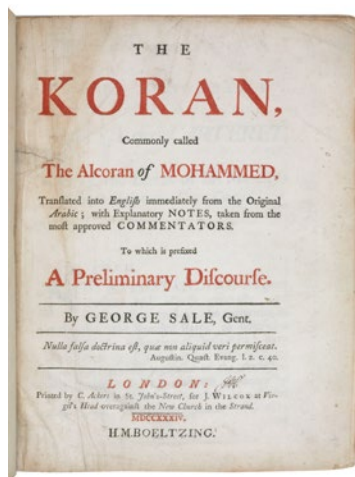 THE
KORAN,
Commonly called
The Alcoran of MOHAMMED,
Tranſlated into Engliſh immediately from the Original
Arabic; with Explanatory NOTES, taken from the
moſt approved COMMENTATORS.
To which is prefixed
A Preliminary Diſcourſe.
By GEORGE SALE, Gent.
Nulla falſa doctrina eſt, quæ non aliquid veri permiſceat.
Auguſtin. Quæſt. Evang. l. 2. c. 40.
LONDON:
Printed by C. Ackers in St. John's-Street, for J. WILCOX at Vir-
gil's Head overagainſt the New Church in the Strand.
MDCCXXXIV.
H.M.BOELTZING.